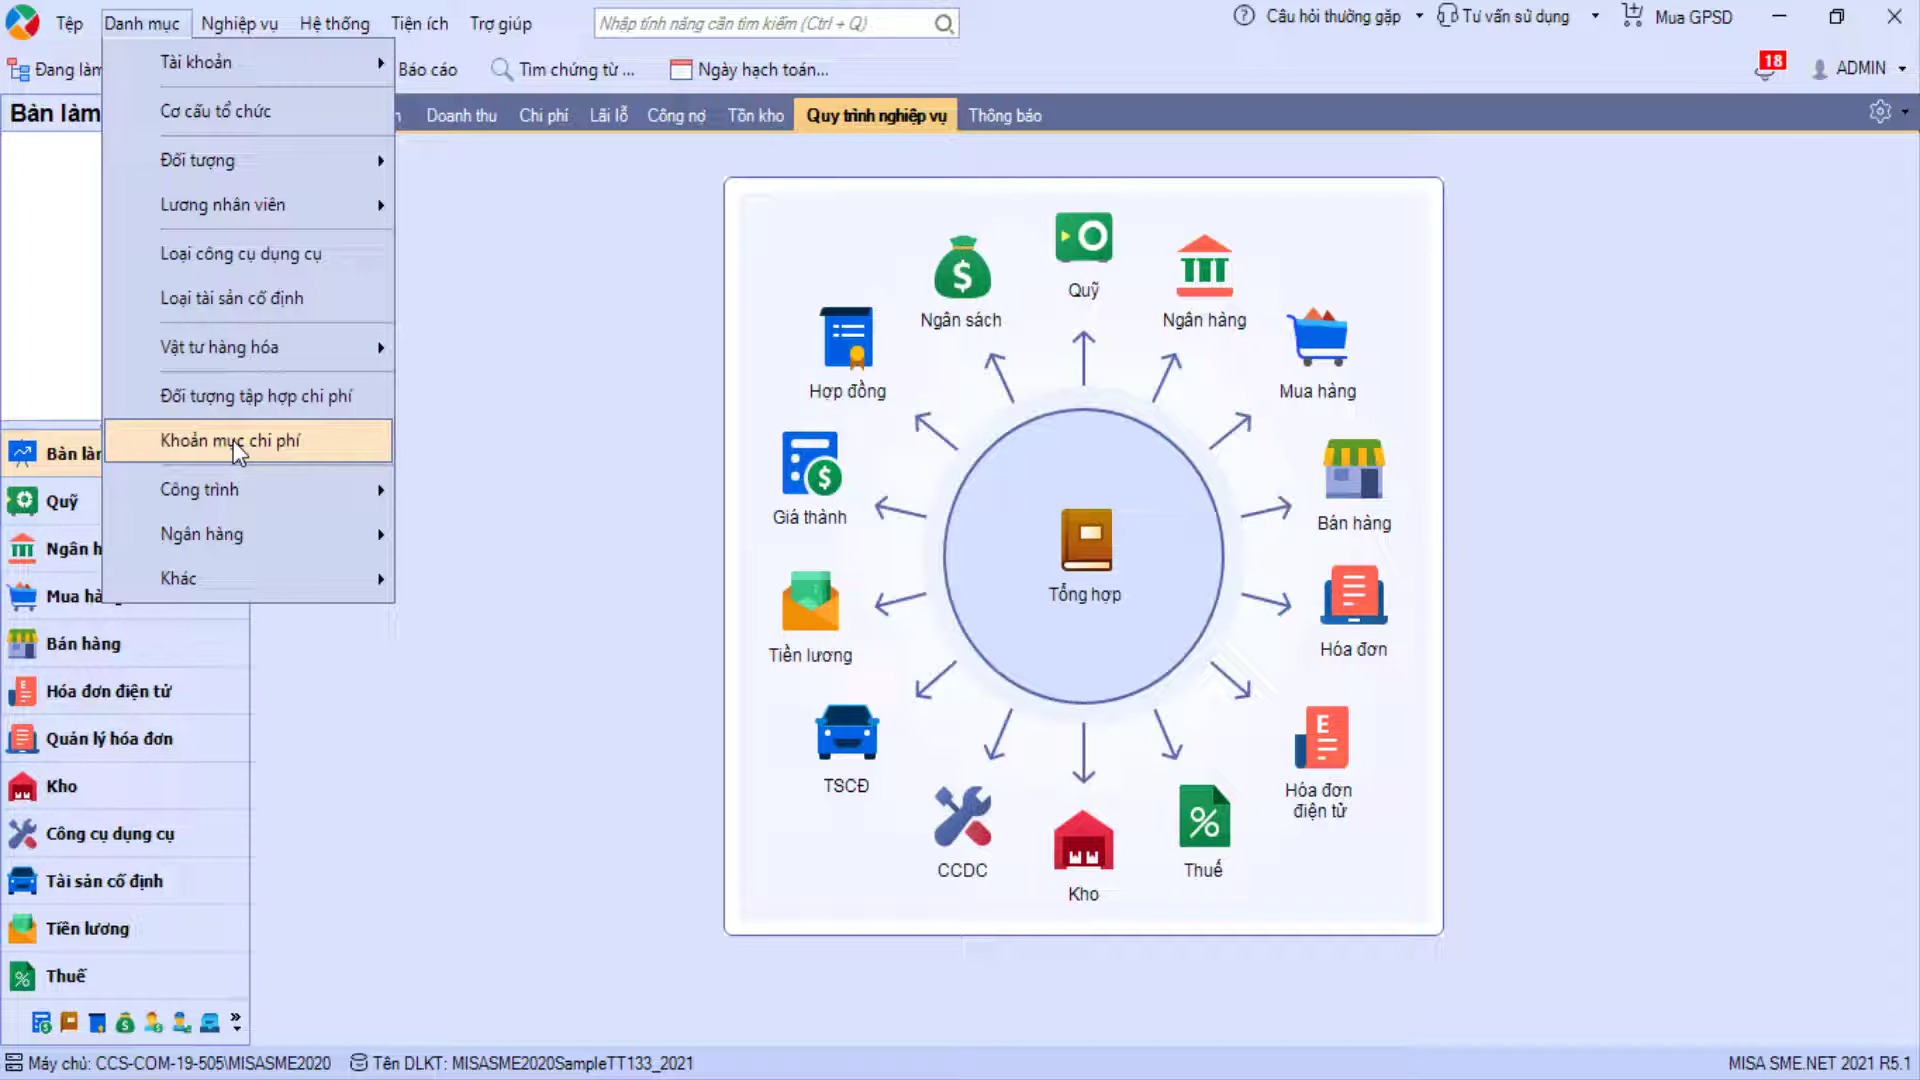 Tệp
Danh mục
Nghiệp vụ
Hệ thống
Tiện ích
Trợ giúp
Nhập tính năng cần tìm kiếm (Ctrl + Q)
Câu hỏi thường gặp
Tư vấn sử dụng
Mua GPSD
Đang làm
Báo cáo
Tìm chứng từ ...
Ngày hạch toán...
18
ADMIN
Bàn làm
Doanh thu
Chi phí
Lãi lỗ
Công nợ
Tồn kho
Quy trình nghiệp vụ
Thông báo
Tài khoản
Cơ cấu tổ chức
Đối tượng
Lương nhân viên
Loại công cụ dụng cụ
Loại tài sản cố định
Vật tư hàng hóa
Đối tượng tập hợp chi phí
Khoản mục chi phí
Công trình
Ngân hàng
Khác
Quỹ
Bán hàng
Hóa đơn điện tử
Quản lý hóa đơn
Kho
Công cụ dụng cụ
Tài sản cố định
Tiền lương
Thuế
Quỹ
Ngân sách
Ngân hàng
Hợp đồng
Mua hàng
Giá thành
Bán hàng
Tổng hợp
Tiền lương
Hóa đơn
TSCĐ
Hóa đơn
điện tử
CCDC
Thuế
Kho
Máy chủ: CCS-COM-19-505\MISASME2020
Tên DLKT: MISASME2020SampleTT133_2021
MISA SME.NET 2021 R5.1